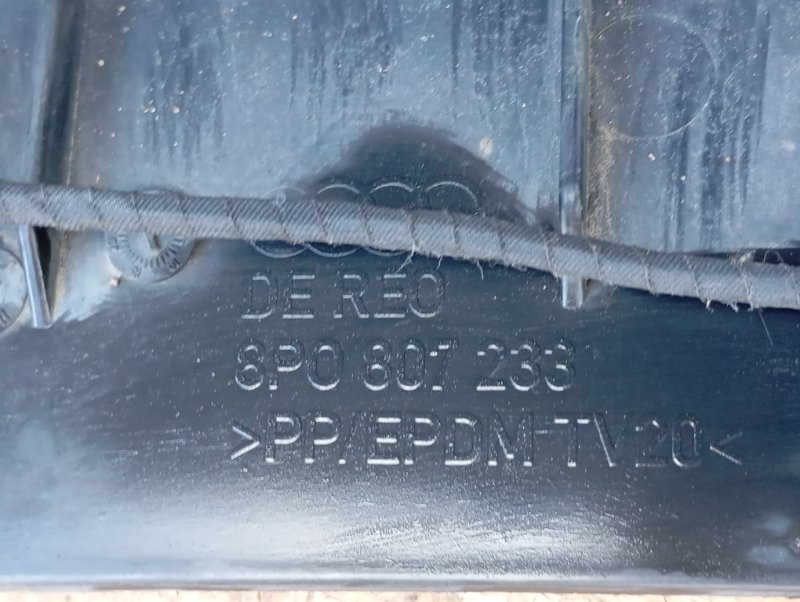 DE REO
8P0 807 233
>PP/EPDM-TV20<